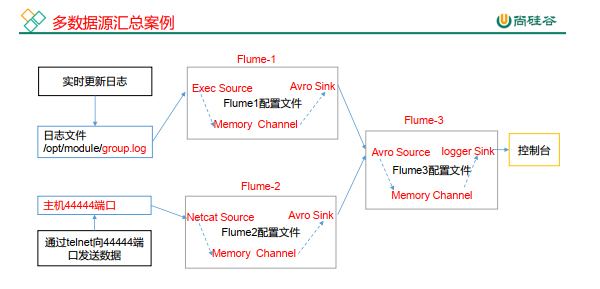 多数据源汇总案例
尚硅谷
Flume-1
实时更新日志
Exec Source
Avro Sink
Flume1配置文件
Memory Channel
日志文件
/opt/module/group.log
Flume-3
Avro Source
logger Sink
Flume3配置文件
Memory Channel
控制台
Flume-2
主机44444端口
Netcat Source
Avro Sink
Flume2配置文件
Memory Channel
通过telnet向44444端
口发送数据